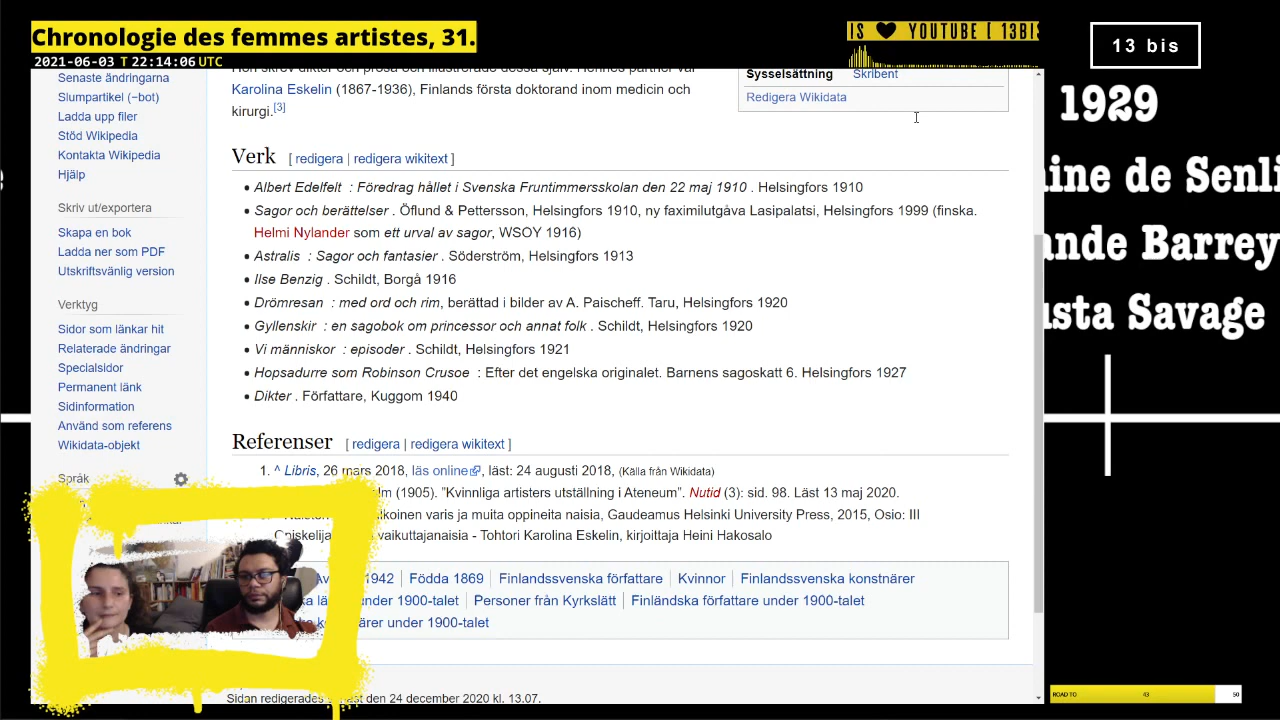 Chronologie des femmes artistes, 31.
2021-06-03 T 22:14:06 UTC
IS YOUTUBE [ 13BI
13 bis
Senaste ändringarna
Slumpartikel (−bot)
Ladda upp filer
Stöd Wikipedia
Kontakta Wikipedia
Hjälp
Skriv ut/exportera
Skapa en bok
Ladda ner som PDF
Utskriftsvänlig version
Verktyg
Sidor som länkar hit
Relaterade ändringar
Specialsidor
Permanent länk
Sidinformation
Använd som referens
Wikidata-objekt
Språk
Karolina Eskelin (1867-1936), Finlands första doktorand inom medicin och
kirurgi.[3]
Sysselsättning Skribent
Redigera Wikidata
Verk [ redigera | redigera wikitext ]
• Albert Edelfelt : Föredrag hållet i Svenska Fruntimmersskolan den 22 maj 1910 . Helsingfors 1910
• Sagor och berättelser . Öflund & Pettersson, Helsingfors 1910, ny faximilutgåva Lasipalatsi, Helsingfors 1999 (finska.
Helmi Nylander som ett urval av sagor, WSOY 1916)
• Astralis : Sagor och fantasier . Söderström, Helsingfors 1913
• Ilse Benzig . Schildt, Borgå 1916
• Drömresan : med ord och rim, berättad i bilder av A. Paischeff. Taru, Helsingfors 1920
• Gyllenskir : en sagobok om princessor och annat folk . Schildt, Helsingfors 1920
• Vi människor : episoder . Schildt, Helsingfors 1921
• Hopsadurre som Robinson Crusoe : Efter det engelska originalet. Barnens sagoskatt 6. Helsingfors 1927
• Dikter . Författare, Kuggom 1940
Referenser [ redigera | redigera wikitext ]
1. ^ Libris, 26 mars 2018, läs online, läst: 24 augusti 2018, (Källa från Wikidata)
(1905). "Kvinnliga artisters utställning i Ateneum". Nutid (3): sid. 98. Läst 13 maj 2020.
varis ja muita oppineita naisia, Gaudeamus Helsinki University Press, 2015, Osio: III
vaikuttajanaisia - Tohtori Karolina Eskelin, kirjoittaja Heini Hakosalo
1942 | Födda 1869 | Finlandssvenska författare | Kvinnor | Finlandssvenska konstnärer
under 1900-talet | Personer från Kyrkslätt | Finländska författare under 1900-talet
under 1900-talet
den 24 december 2020 kl. 13.07.
1929
ine de Senli
ande Barrey
sta Savage
ROAD TO 43 50